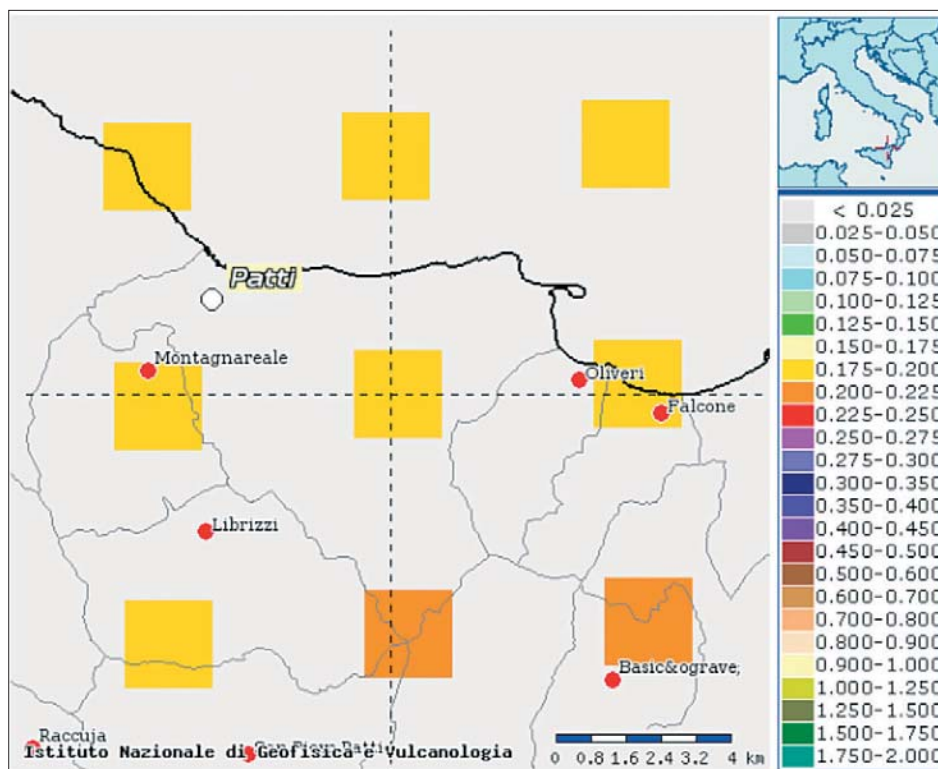 Patti
Montagnareale
Oliveri
Falcone
Librizzi
Basic&ograve;
Raccuja
San Piero Patti
Istituto Nazionale di Geofisica e Vulcanologia
0 0.8 1.6 2.4 3.2 4 km
< 0.025
0.025-0.050
0.050-0.075
0.075-0.100
0.100-0.125
0.125-0.150
0.150-0.175
0.175-0.200
0.200-0.225
0.225-0.250
0.250-0.275
0.275-0.300
0.300-0.350
0.350-0.400
0.400-0.450
0.450-0.500
0.500-0.600
0.600-0.700
0.700-0.800
0.800-0.900
0.900-1.000
1.000-1.250
1.250-1.500
1.500-1.750
1.750-2.000